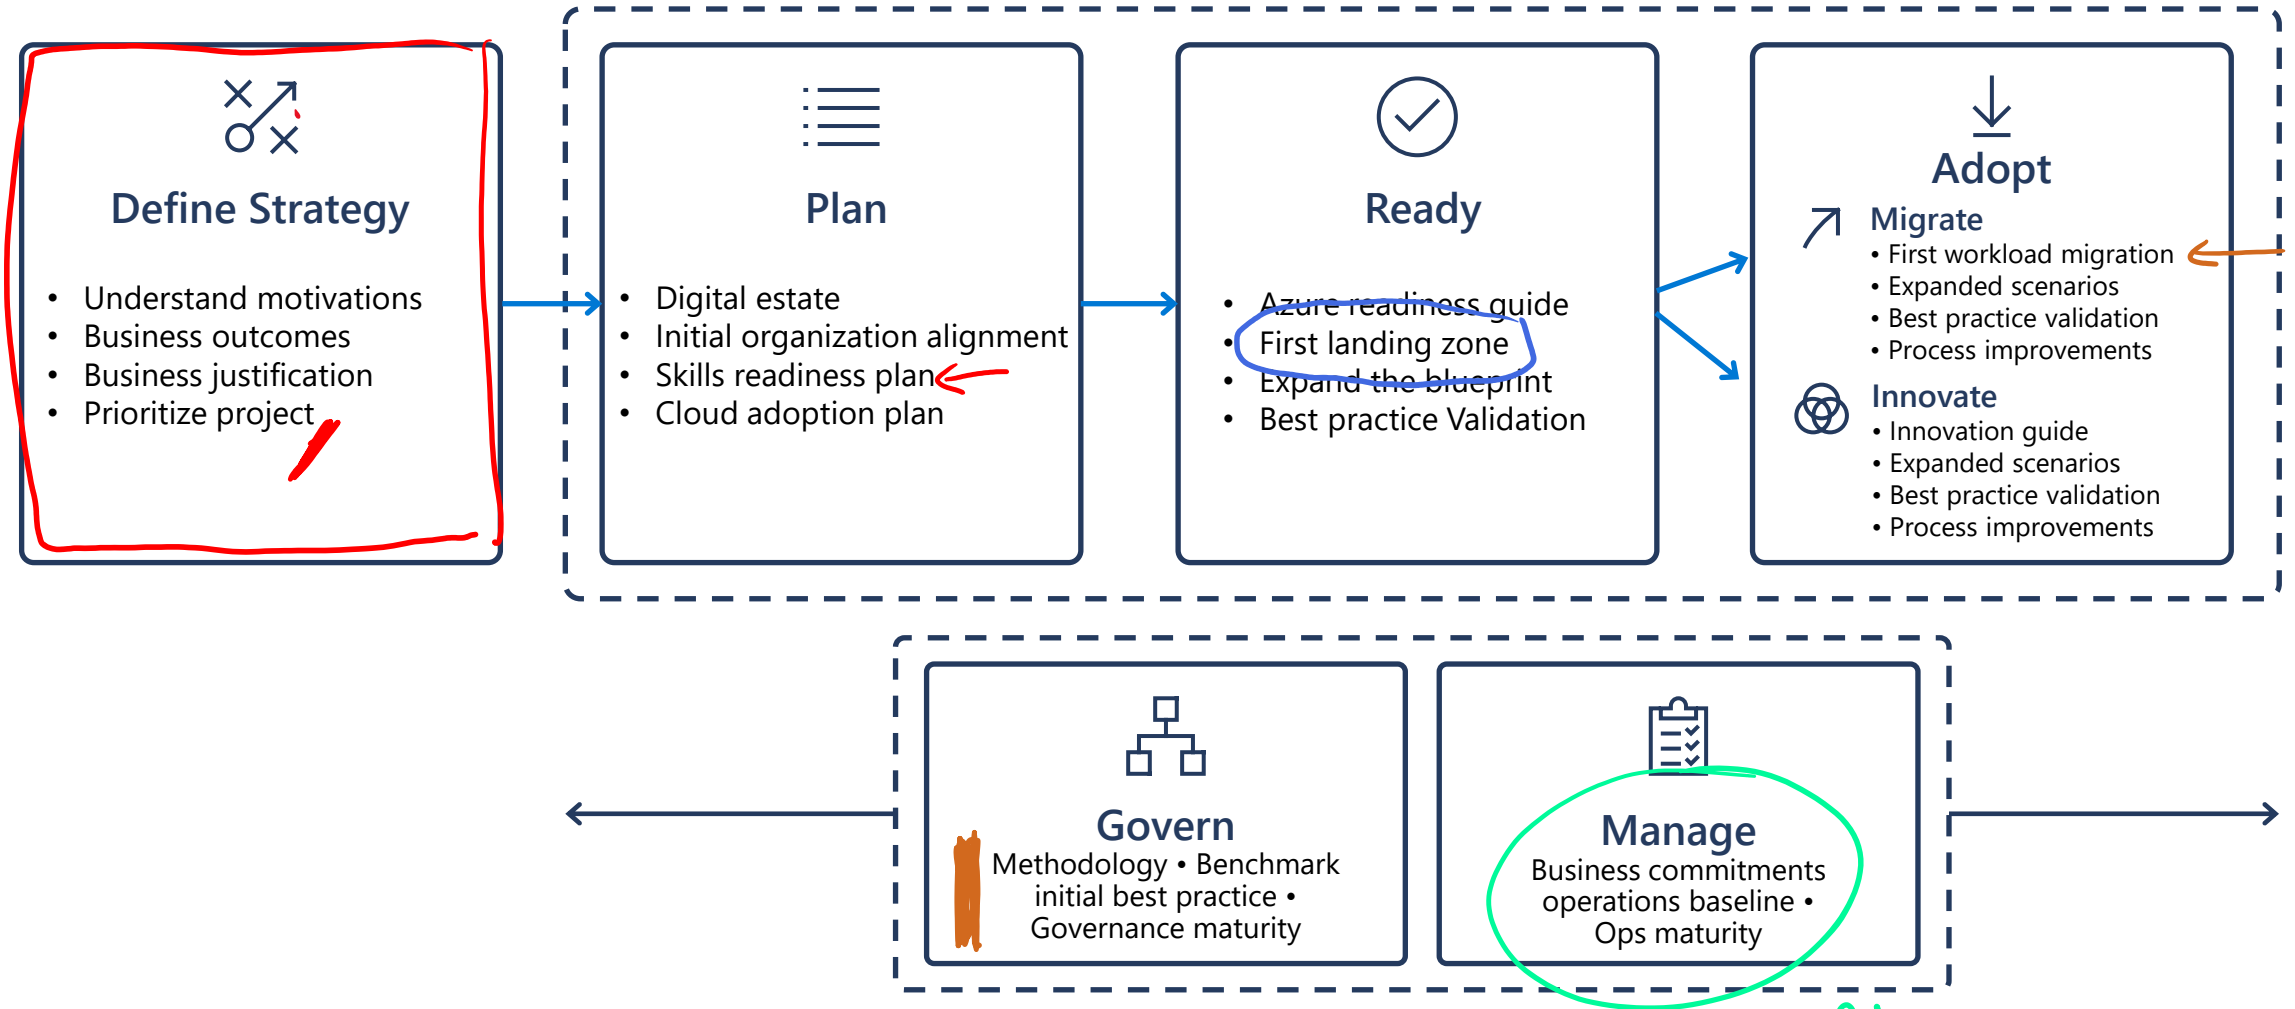 Define Strategy
• Understand motivations
• Business outcomes
• Business justification
• Prioritize project
Plan
• Digital estate
• Initial organization alignment
• Skills readiness plan
• Cloud adoption plan
Ready
• Azure readiness guide
• First landing zone
• Expand the blueprint
• Best practice Validation
Adopt
Migrate
• First workload migration
• Expanded scenarios
• Best practice validation
• Process improvements
Innovate
• Innovation guide
• Expanded scenarios
• Best practice validation
• Process improvements
Govern
Methodology • Benchmark
initial best practice •
Governance maturity
Manage
Business commitments
operations baseline •
Ops maturity